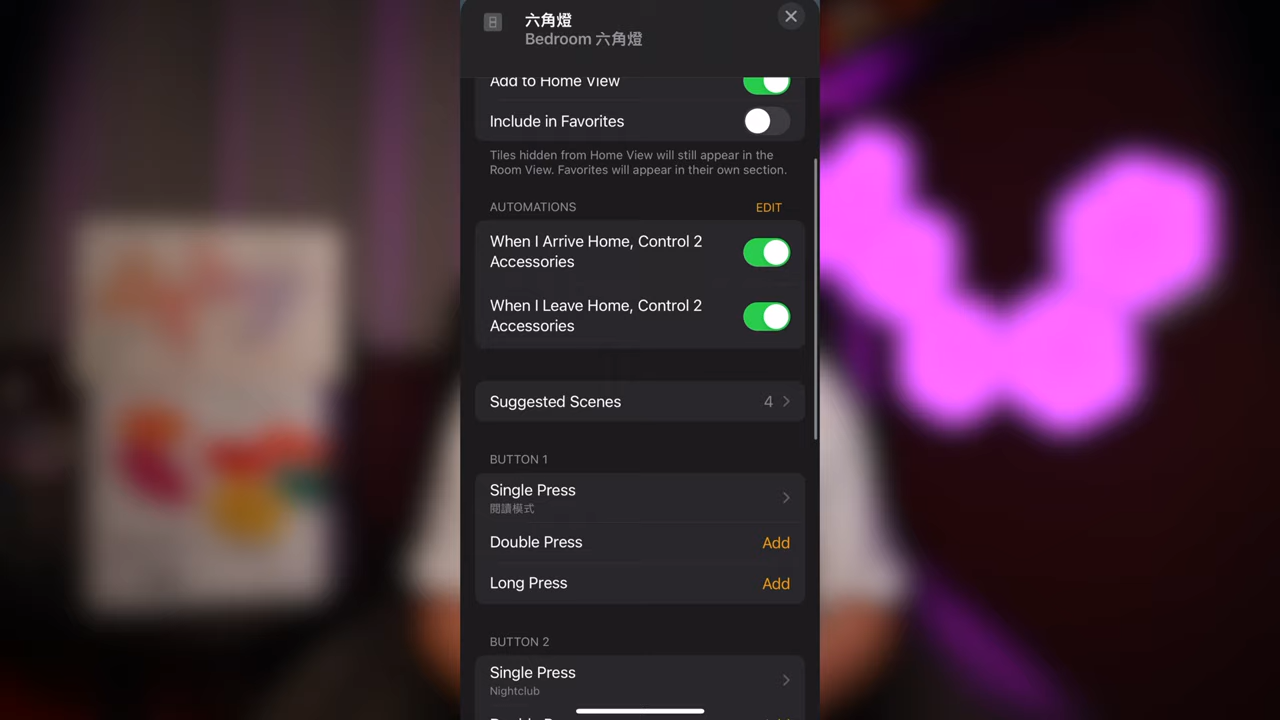 六角燈
Bedroom 六角燈
Add to Home View
Include in Favorites
Tiles hidden from Home View will still appear in the
Room View. Favorites will appear in their own section.
AUTOMATIONS EDIT
When I Arrive Home, Control 2
Accessories
When I Leave Home, Control 2
Accessories
Suggested Scenes 4
BUTTON 1
Single Press
閱讀模式
Double Press Add
Long Press Add
BUTTON 2
Single Press
Nightclub